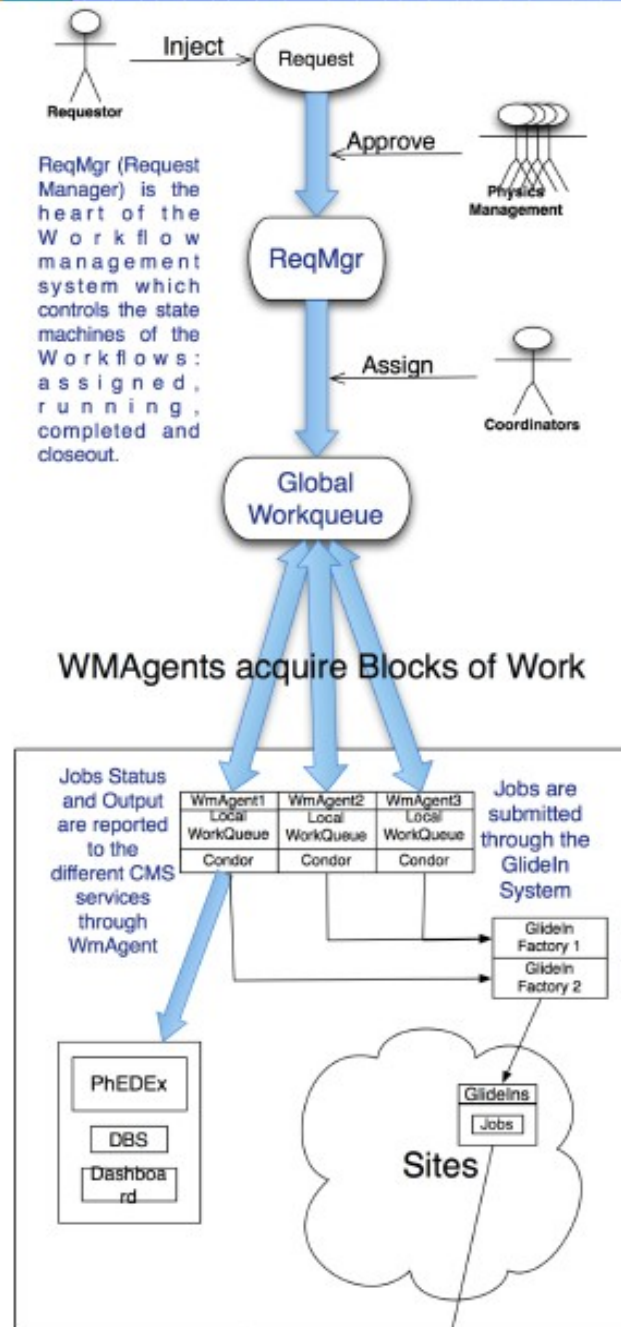 Inject
Request
Requestor
Approve
Physics
Management
ReqMgr (Request
Manager) is the
heart of the
Workflow
management
system which
controls the state
machines of the
Workflows:
assigned,
running,
completed and
closeout.
ReqMgr
Assign
Coordinators
Global
Workqueue
WMAgents acquire Blocks of Work
Jobs Status
and Output
are reported
to the
different CMS
services
through
WmAgent
WmAgent1 WmAgent2 WmAgent3
Local Local Local
WorkQueue WorkQueue WorkQueue
Condor Condor Condor
Jobs are
submitted
through the
GlideIn
System
GlideIn
Factory 1
GlideIn
Factory 2
PhEDEx
DBS
Dashboa
rd
GlideIns
Jobs
Sites